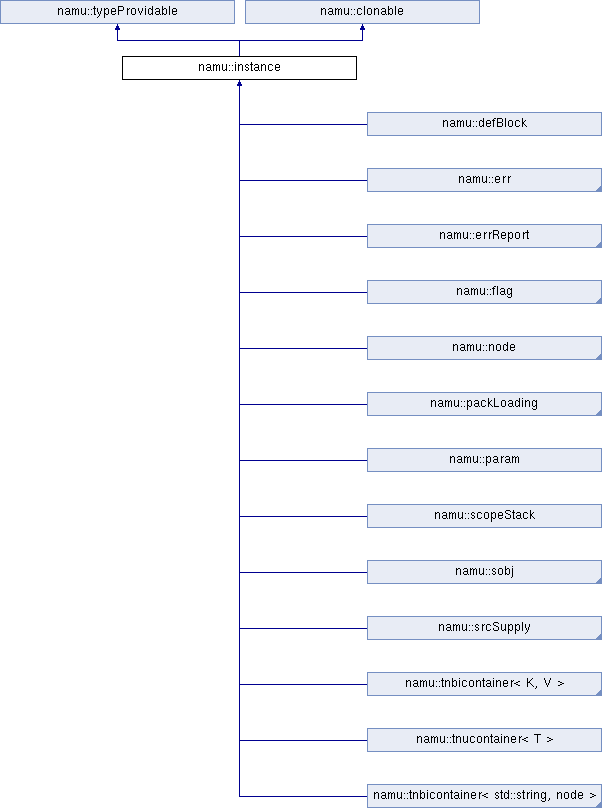 namu::typeProvidable
namu::clonable
namu::instance
namu::defBlock
namu::err
namu::errReport
namu::flag
namu::node
namu::packLoading
namu::param
namu::scopeStack
namu::sobj
namu::srcSupply
namu::tnbicontainer< K, V >
namu::tnucontainer< T >
namu::tnbicontainer< std::string, node >